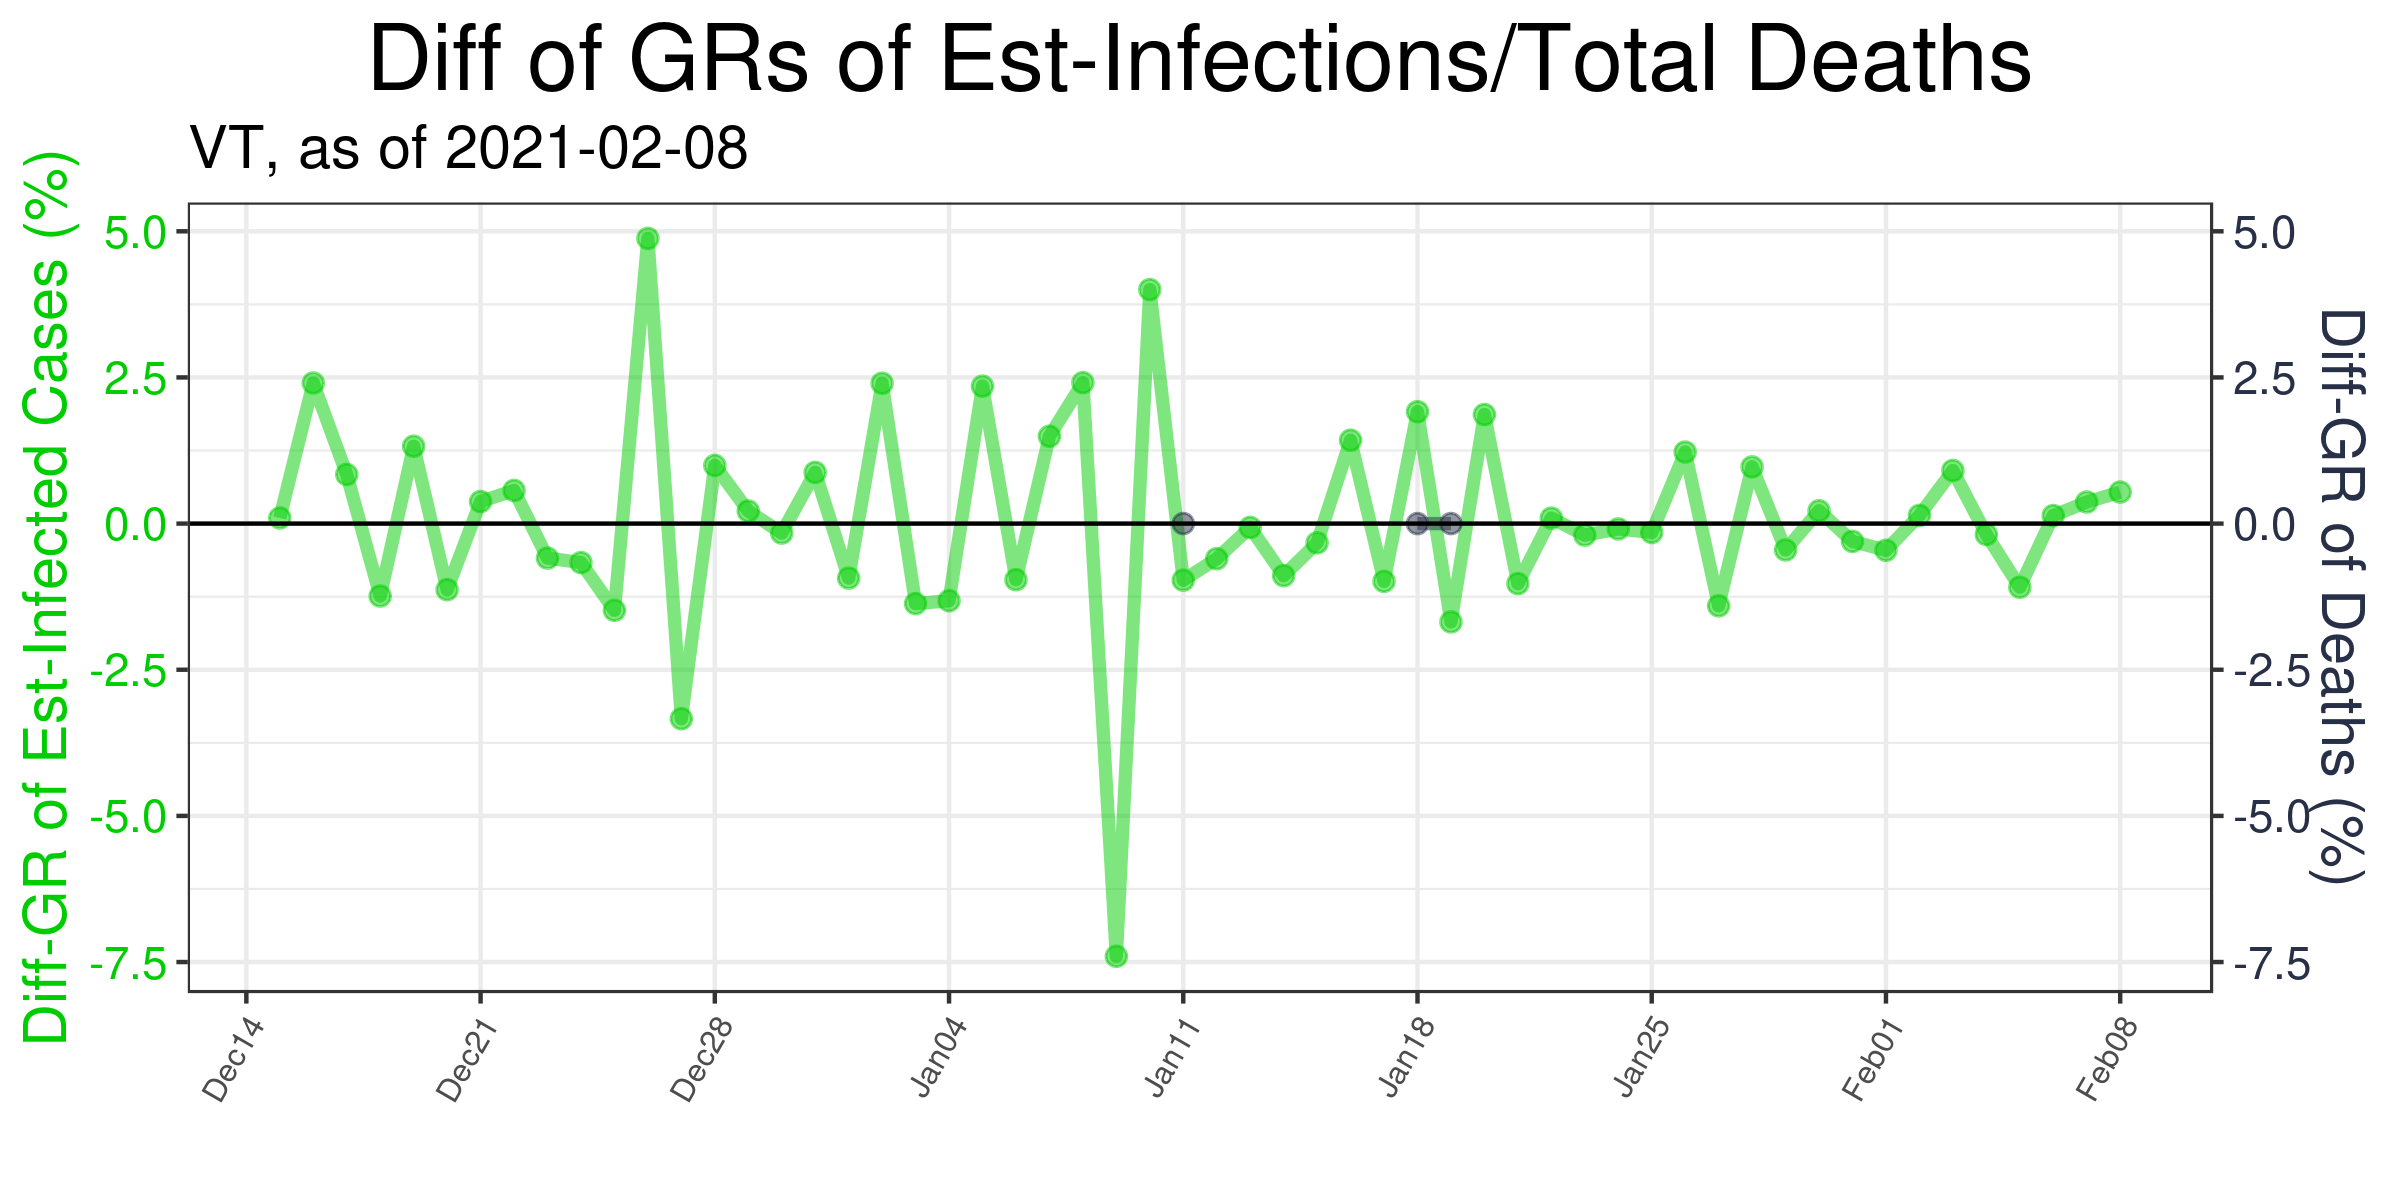 Diff of GRs of Est-Infections/Total Deaths
VT, as of 2021-02-08
Diff-GR of Est-Infected Cases (%)
5.0
2.5
0.0
-2.5
-5.0
-7.5
5.0
2.5
0.0
-2.5
-5.0
-7.5
Diff-GR of Deaths (%)
Dec14
Dec21
Dec28
Jan04
Jan11
Jan18
Jan25
Feb01
Feb08